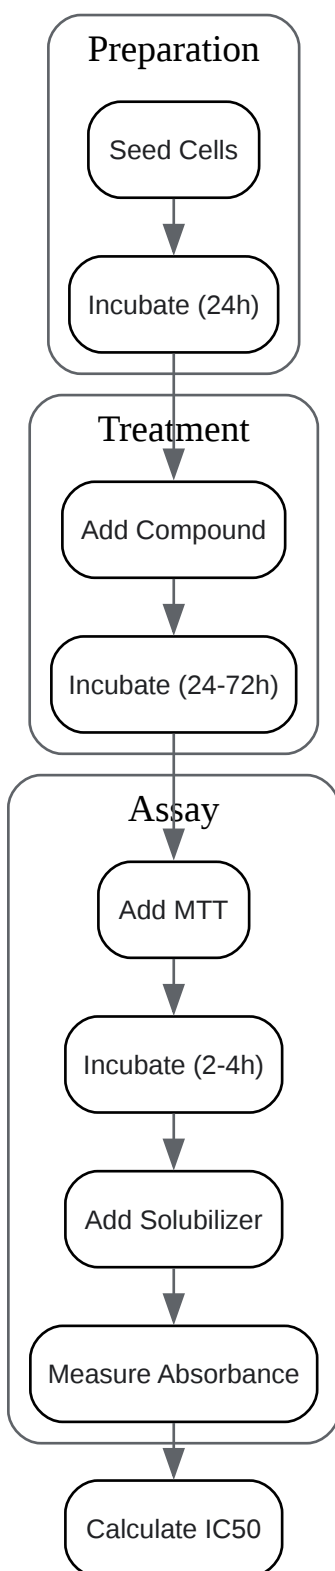 Preparation
Seed Cells
Incubate (24h)
Treatment
Add Compound
Incubate (24-72h)
Assay
Add MTT
Incubate (2-4h)
Add Solubilizer
Measure Absorbance
Calculate IC50